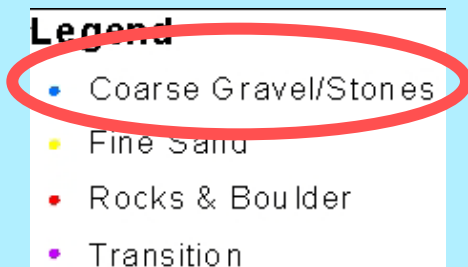 Legend
Coarse Gravel/Stones
Fine Sand
Rocks & Boulder
Transition